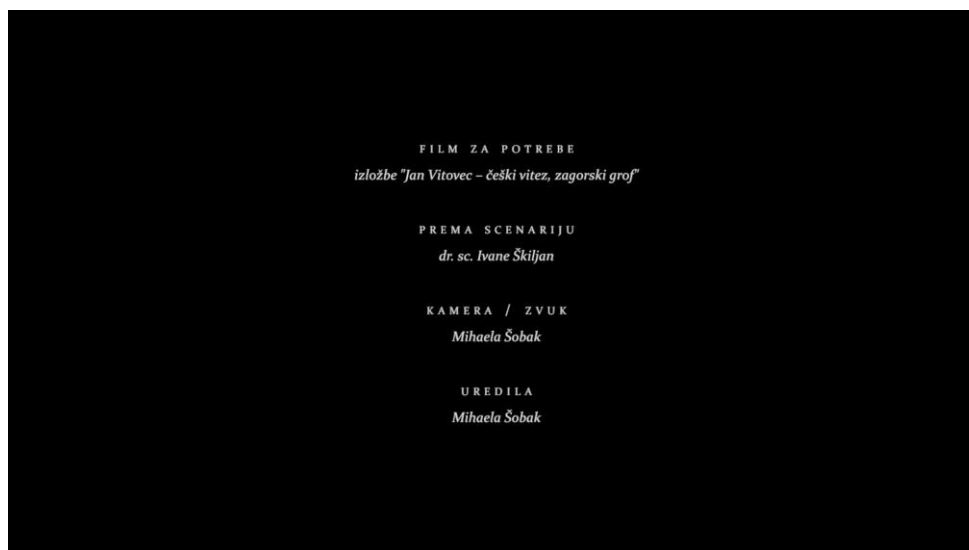 FILM ZA POTREBE
izložbe "Jan Vitovec – češki vitez, zagorski grof"
PREMA SCENARIJU
dr. sc. Ivane Škiljan
KAMERA / ZVUK
Mihaela Šobak
UREDILA
Mihaela Šobak